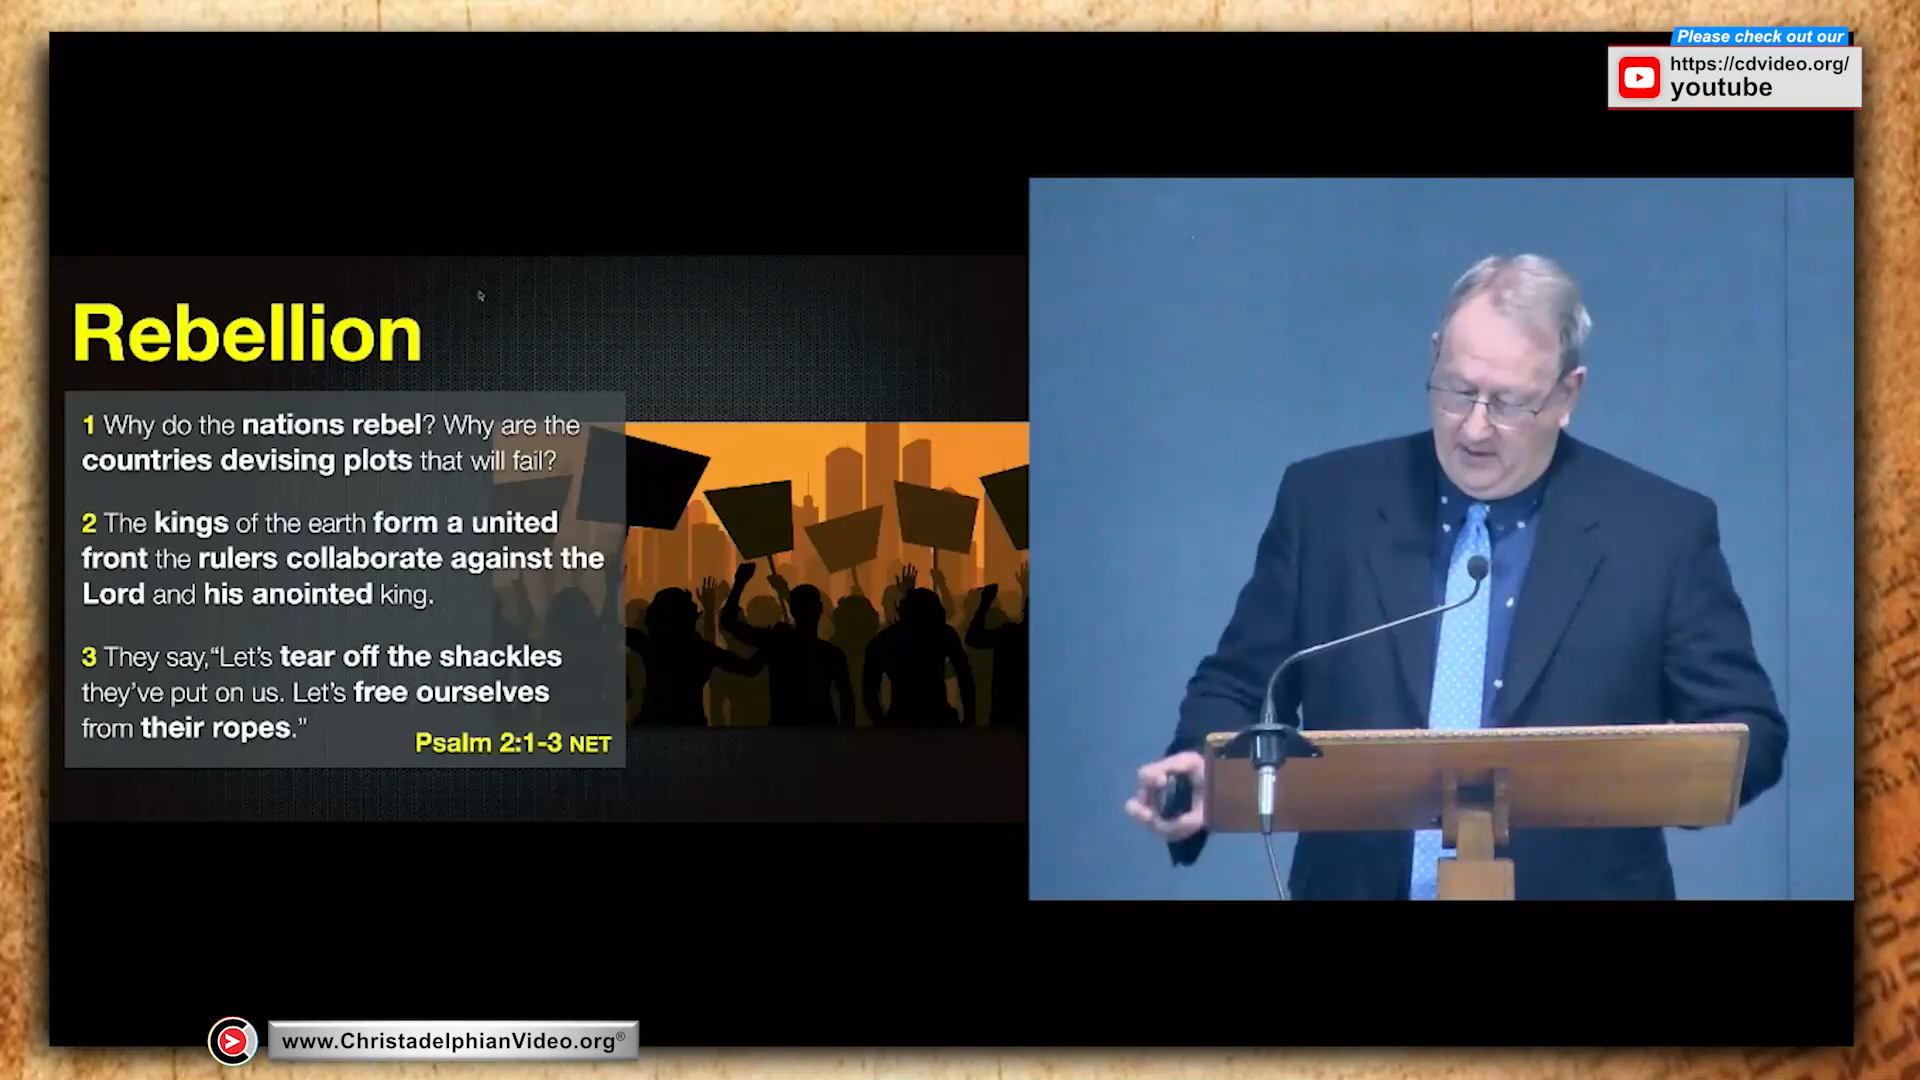 Please check out our
https://cdvideo.org/
youtube
Rebellion
1 Why do the nations rebel? Why are the
countries devising plots that will fail?
2 The kings of the earth form a united
front the rulers collaborate against the
Lord and his anointed king.
3 They say,“Let’s tear off the shackles
they’ve put on us. Let’s free ourselves
from their ropes.”
Psalm 2:1-3 NET
www.ChristadelphianVideo.org®